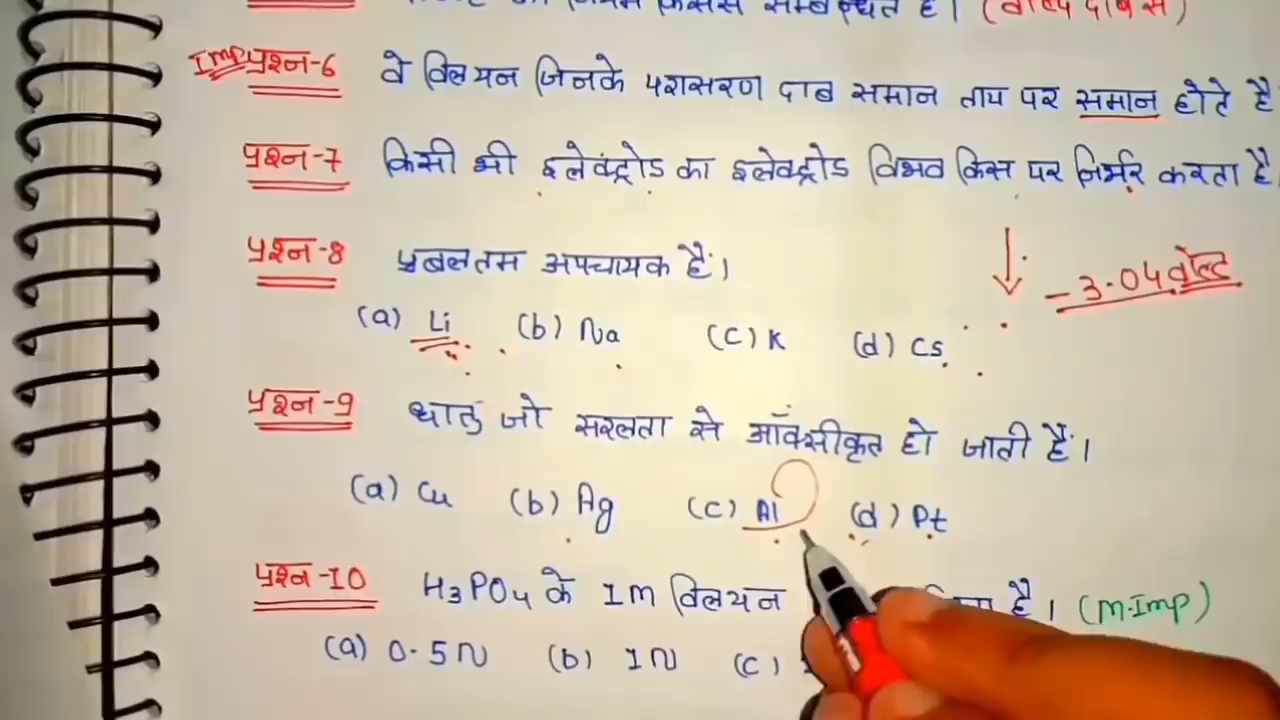 सम्बन्धित है। (वाष्प दाब से)
Imp प्रश्न-6 वे विलयन जिनके परासरण दाब समान ताप पर समान होते है
प्रश्न-7 किसी भी इलेक्ट्रोड का इलेक्ट्रोड विभव किस पर निर्भर करता है
प्रश्न-8 प्रबलतम अपचायक है।
-3.04 वोल्ट
(a) Li (b) Na (c) K (d) Cs
प्रश्न-9 धातु जो सरलता से ऑक्सीकृत हो जाती है।
(a) Cu (b) Ag (c) Al (d) Pt
प्रश्न-10 H₃PO₄ के 1M विलयन है। (M.Imp)
(a) 0.5N (b) 1N (c)